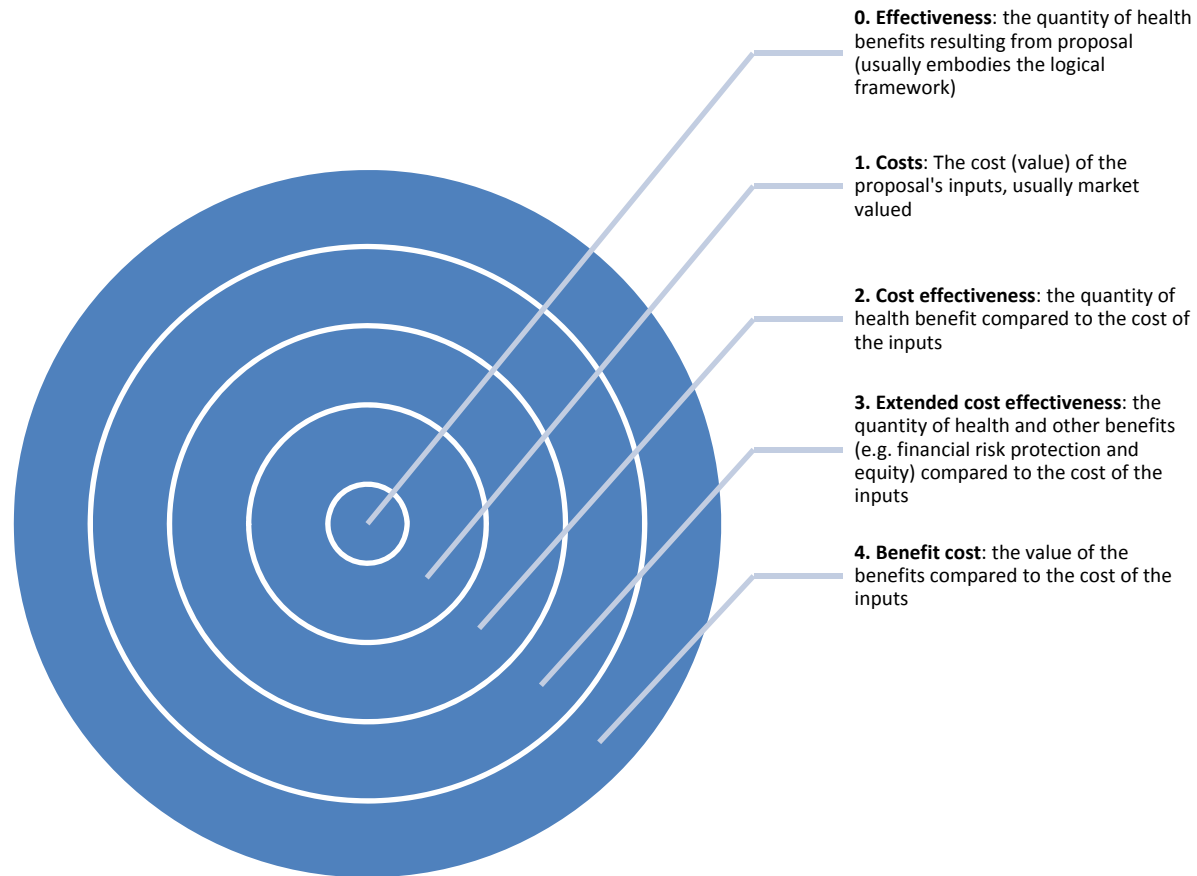 0. Effectiveness: the quantity of health
benefits resulting from proposal
(usually embodies the logical
framework)
1. Costs: The cost (value) of the
proposal's inputs, usually market
valued
2. Cost effectiveness: the quantity of
health benefit compared to the cost of
the inputs
3. Extended cost effectiveness: the
quantity of health and other benefits
(e.g. financial risk protection and
equity) compared to the cost of the
inputs
4. Benefit cost: the value of the
benefits compared to the cost of the
inputs